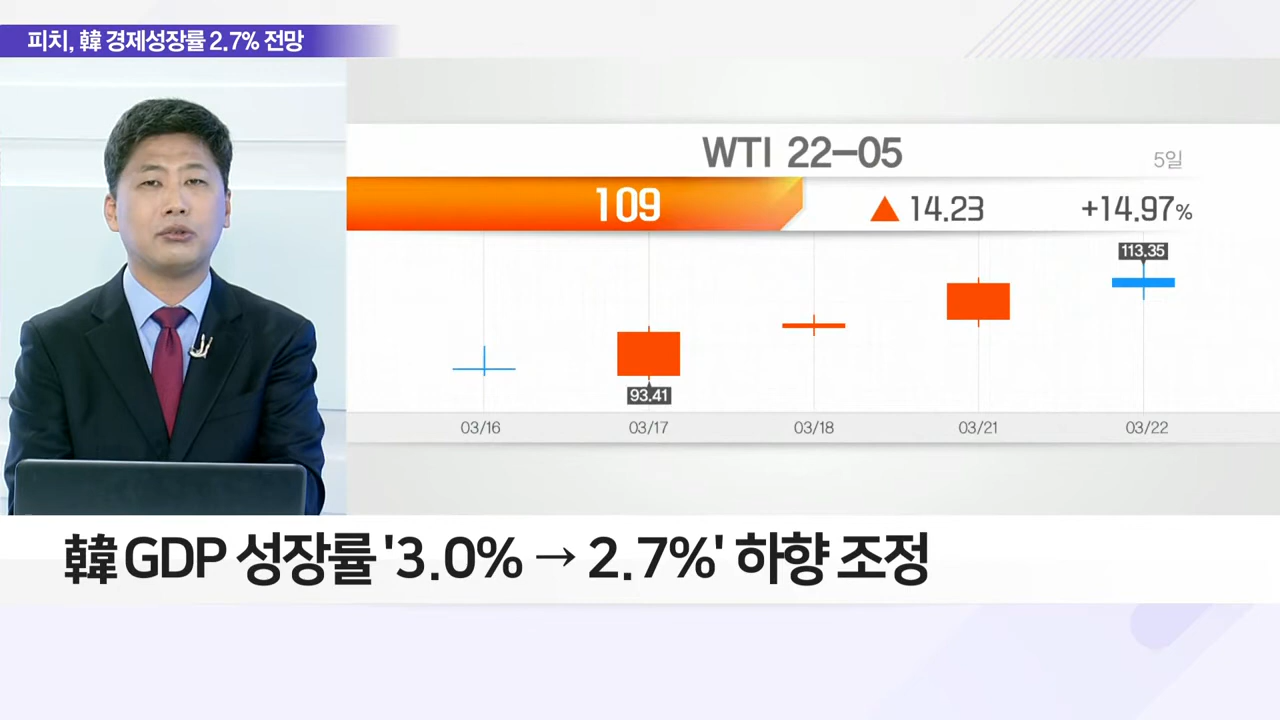 피치, 韓 경제성장률 2.7% 전망
WTI 22-05
5일
109 ▲ 14.23 +14.97%
113.35
93.41
03/16 03/17 03/18 03/21 03/22
韓 GDP 성장률 '3.0% → 2.7%' 하향 조정